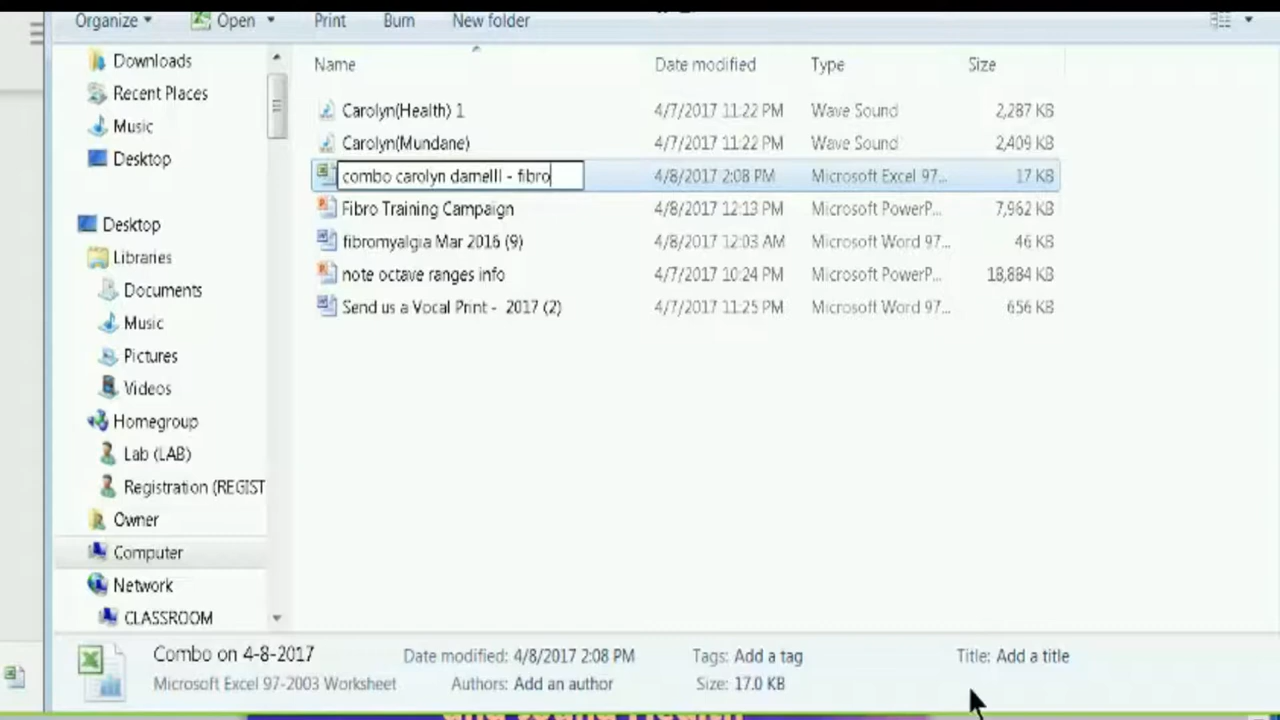 Organize Open Print Burn New folder
Downloads
Recent Places
Music
Desktop
Desktop
Libraries
Documents
Music
Pictures
Videos
Homegroup
Lab (LAB)
Registration (REGIST
Owner
Computer
Network
CLASSROOM
Name Date modified Type Size
Carolyn(Health) 1 4/7/2017 11:22 PM Wave Sound 2,287 KB
Carolyn(Mundane) 4/7/2017 11:22 PM Wave Sound 2,409 KB
combo carolyn darnelll - fibro 4/8/2017 2:08 PM Microsoft Excel 97... 17 KB
Fibro Training Campaign 4/8/2017 12:13 PM Microsoft PowerP... 7,962 KB
fibromyalgia Mar 2016 (9) 4/8/2017 12:03 AM Microsoft Word 97... 46 KB
note octave ranges info 4/7/2017 10:24 PM Microsoft PowerP... 18,884 KB
Send us a Vocal Print - 2017 (2) 4/7/2017 11:25 PM Microsoft Word 97... 656 KB
Combo on 4-8-2017 Date modified: 4/8/2017 2:08 PM Tags: Add a tag Title: Add a title
Microsoft Excel 97-2003 Worksheet Authors: Add an author Size: 17.0 KB
and Sound Health